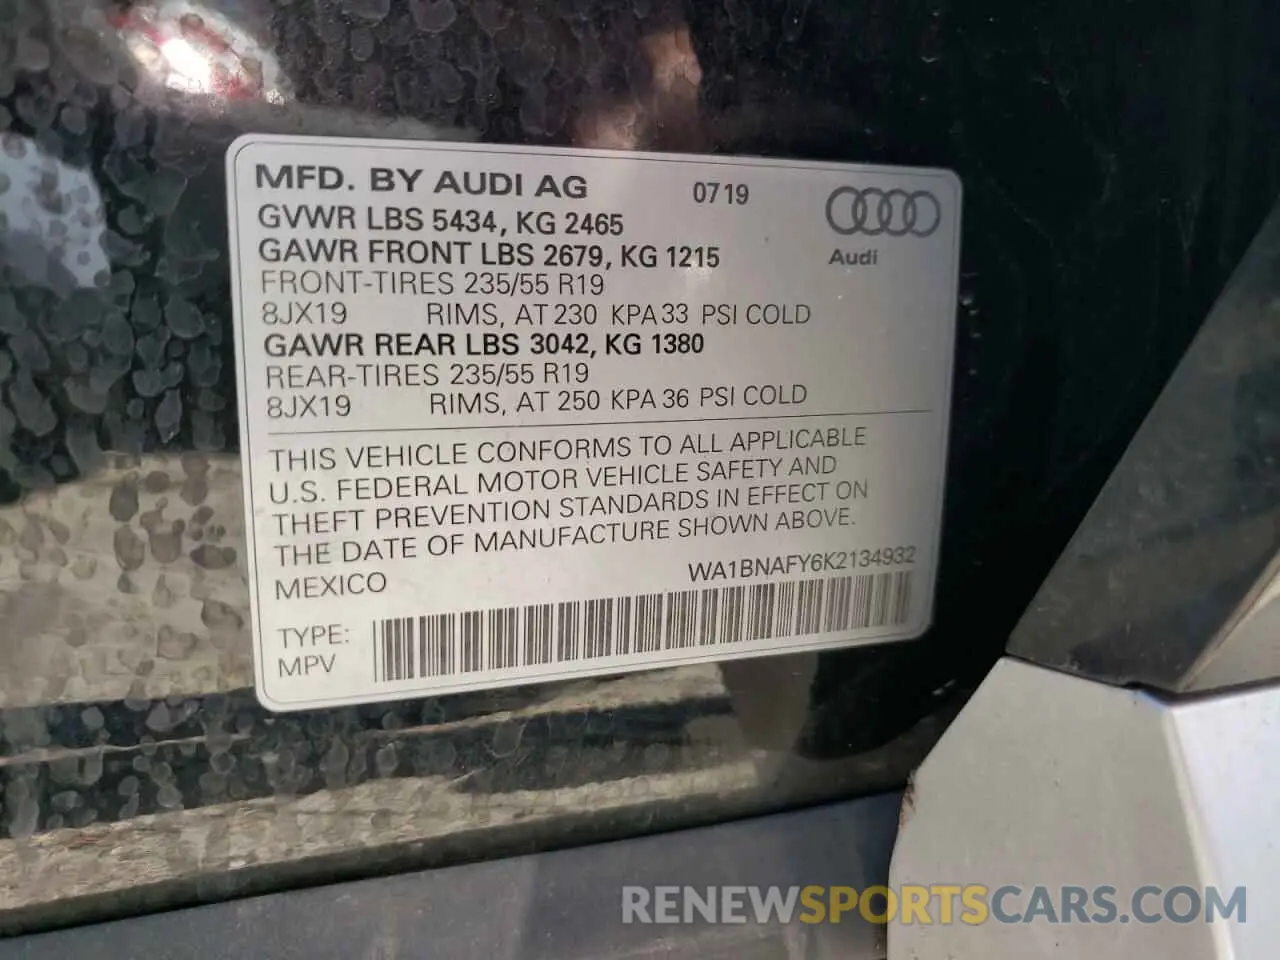 MFD. BY AUDI AG 0719
GVWR LBS 5434, KG 2465
GAWR FRONT LBS 2679, KG 1215
Audi
FRONT-TIRES 235/55 R19
8JX19 RIMS, AT 230 KPA 33 PSI COLD
GAWR REAR LBS 3042, KG 1380
REAR-TIRES 235/55 R19
8JX19 RIMS, AT 250 KPA 36 PSI COLD
THIS VEHICLE CONFORMS TO ALL APPLICABLE
U.S. FEDERAL MOTOR VEHICLE SAFETY AND
THEFT PREVENTION STANDARDS IN EFFECT ON
THE DATE OF MANUFACTURE SHOWN ABOVE.
MEXICO WA1BNAFY6K2134932
TYPE:
MPV
RENEWSPORTSCARS.COM